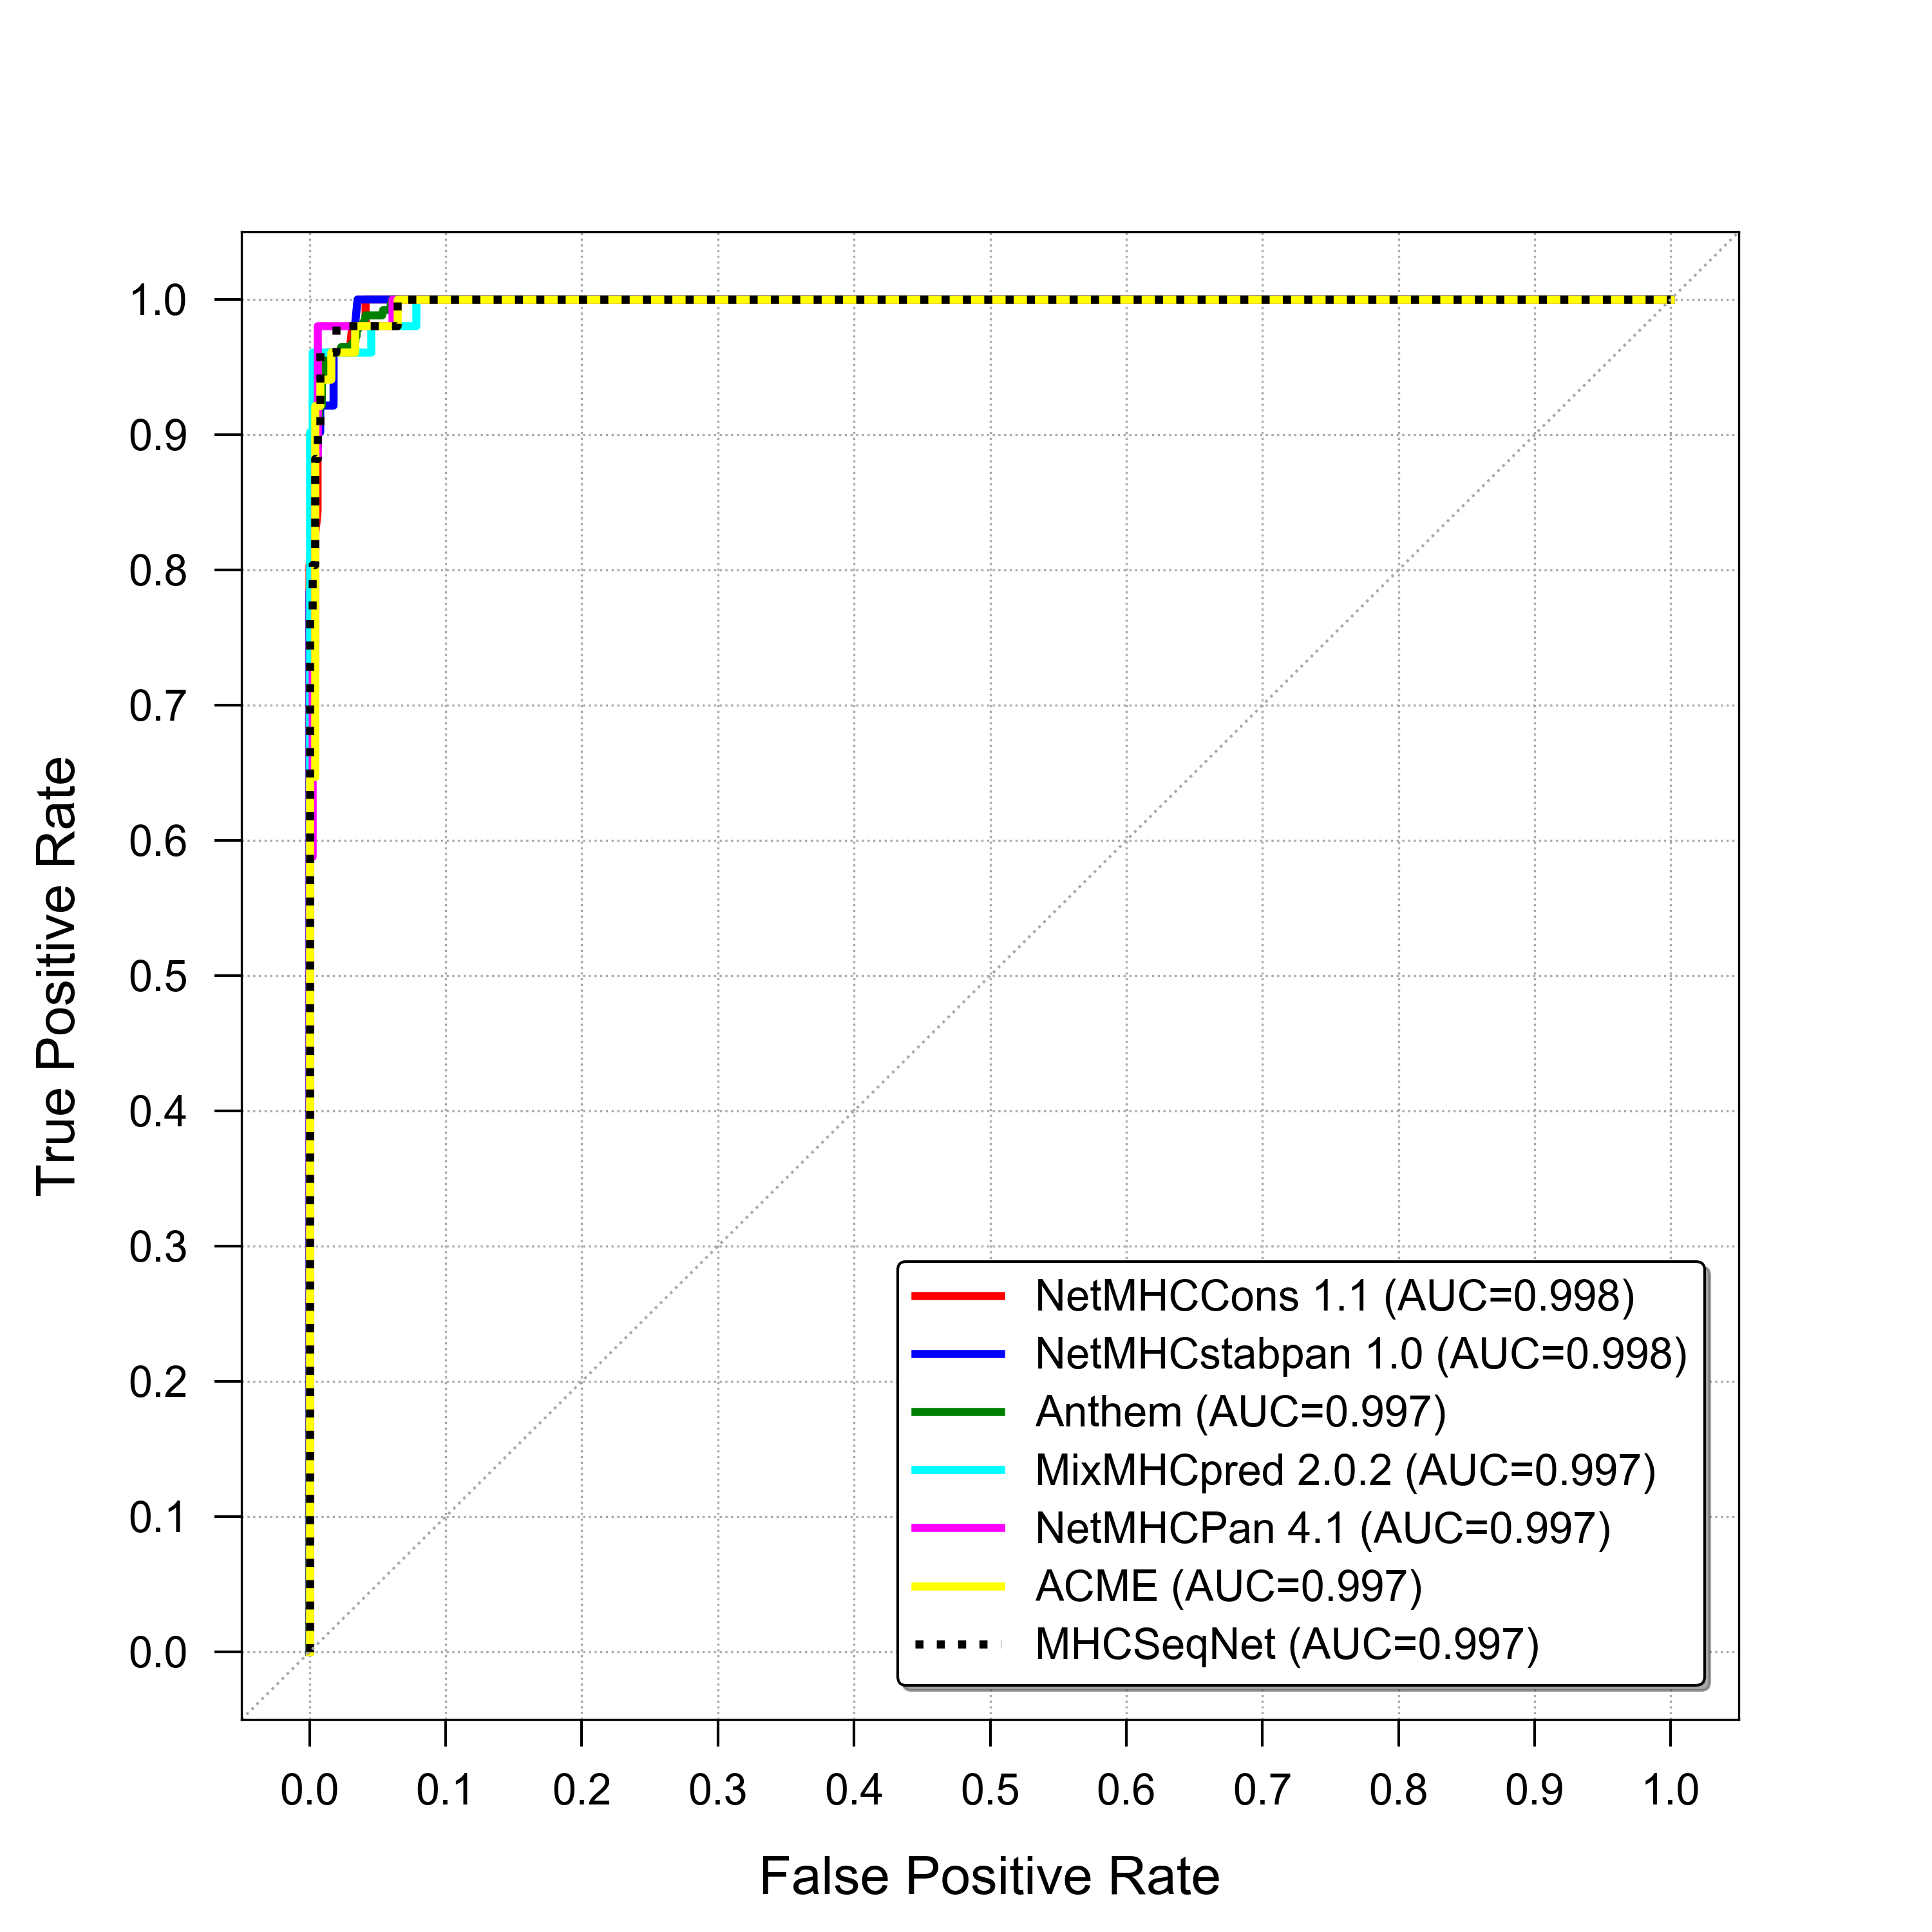 1.0
0.9
0.8
0.7
0.6
0.5
0.4
0.3
0.2
0.1
0.0
True Positive Rate
NetMHCCons 1.1 (AUC=0.998)
NetMHCstabpan 1.0 (AUC=0.998)
Anthem (AUC=0.997)
MixMHCpred 2.0.2 (AUC=0.997)
NetMHCPan 4.1 (AUC=0.997)
ACME (AUC=0.997)
MHCSeqNet (AUC=0.997)
0.0 0.1 0.2 0.3 0.4 0.5 0.6 0.7 0.8 0.9 1.0
False Positive Rate